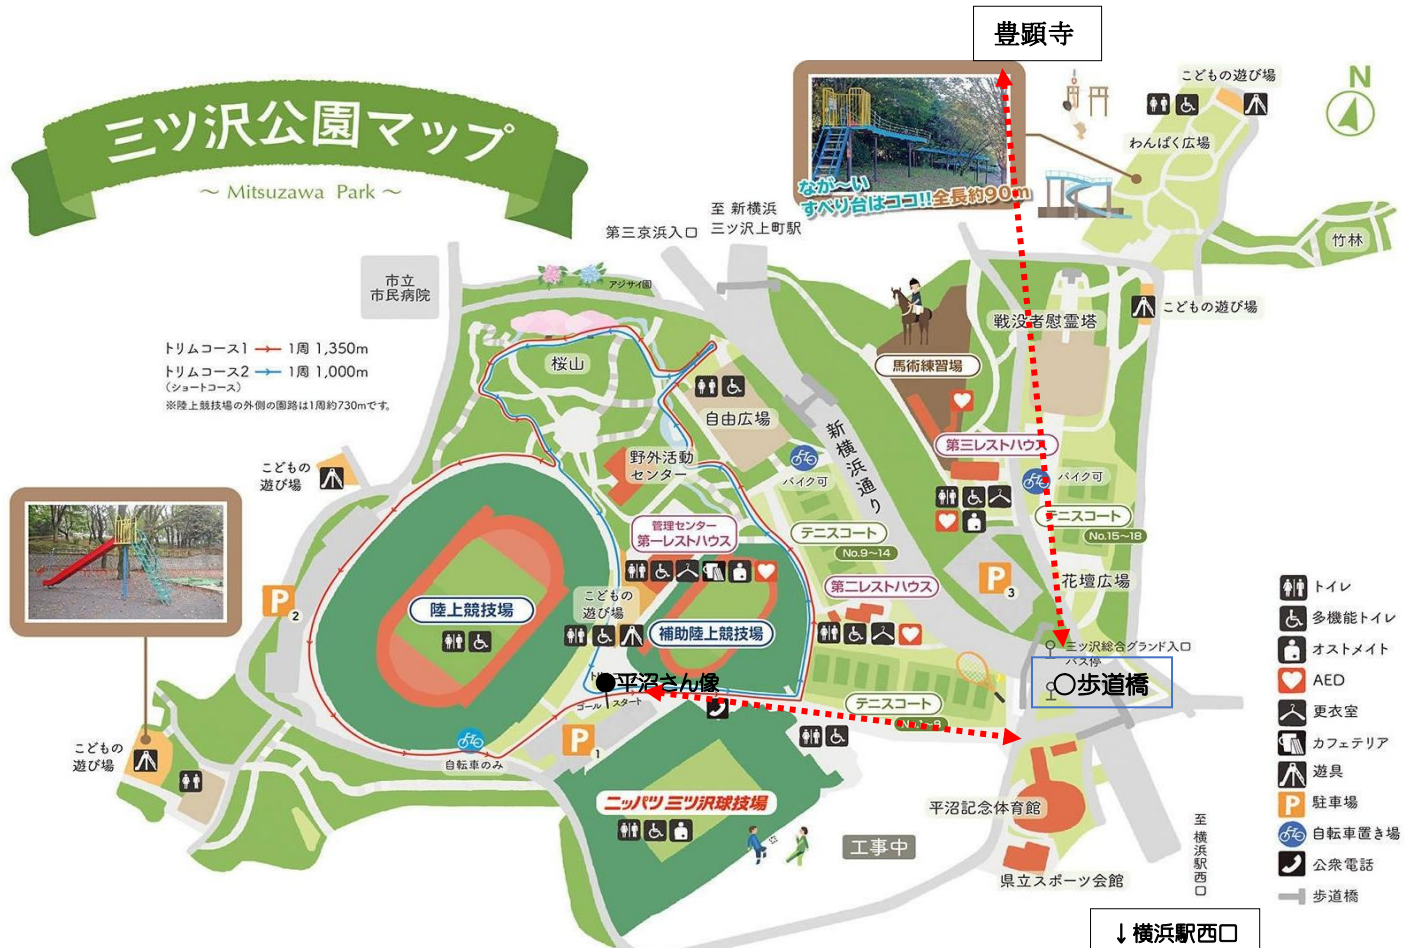 豊顕寺
三ツ沢公園マップ
～ Mitsuzawa Park ～
なが～い
すべり台はココ!!全長約90m
こどもの遊び場
わんぱく広場
N
竹林
こどもの遊び場
至 新横浜
三ツ沢上町駅
第三京浜入口
市立
市民病院
アジサイ園
戦没者慰霊塔
馬術練習場
トリムコース1 1周 1,350m
トリムコース2 1周 1,000m
(ショートコース)
※陸上競技場の外側の園路は1周約730mです。
桜山
自由広場
新横浜通り
第三レストハウス
バイク可
野外活動
センター
バイク可
こどもの
遊び場
管理センター
第一レストハウス
テニスコート
No.9～14
テニスコート
No.15～18
P
3
花壇広場
第二レストハウス
P
2
陸上競技場
こどもの
遊び場
補助陸上競技場
三ツ沢総合グランド入口
バス停
○歩道橋
●平沼さん像
ゴール
スタート
テニスコート
P
1
自転車のみ
こどもの
遊び場
ニッパツ 三ツ沢球技場
工事中
平沼記念体育館
県立スポーツ会館
至 横浜駅西口
↓横浜駅西口
トイレ
多機能トイレ
オストメイト
AED
更衣室
カフェテリア
遊具
P 駐車場
自転車置き場
公衆電話
歩道橋